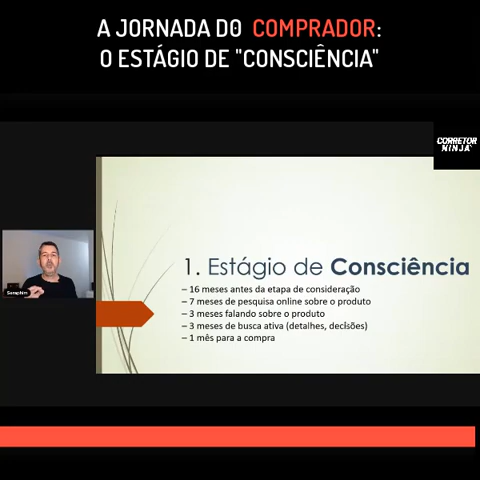 A JORNADA DO COMPRADOR:
O ESTÁGIO DE "CONSCIÊNCIA"
CORRETOR
NINJA
1. Estágio de Consciência
– 16 meses antes da etapa de consideração
– 7 meses de pesquisa online sobre o produto
– 3 meses falando sobre o produto
– 3 meses de busca ativa (detalhes, decisões)
– 1 mês para a compra
Seraphim